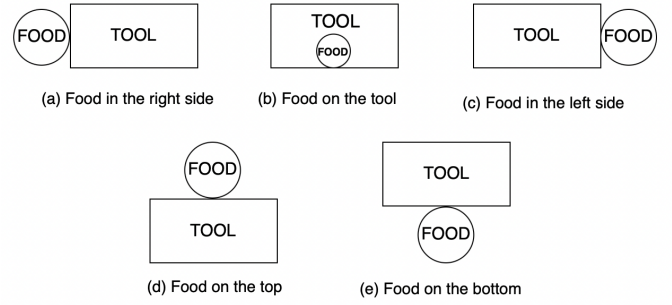 FOOD TOOL
TOOL
FOOD
TOOL FOOD
(a) Food in the right side
(b) Food on the tool
(c) Food in the left side
FOOD
TOOL
TOOL
FOOD
(d) Food on the top
(e) Food on the bottom